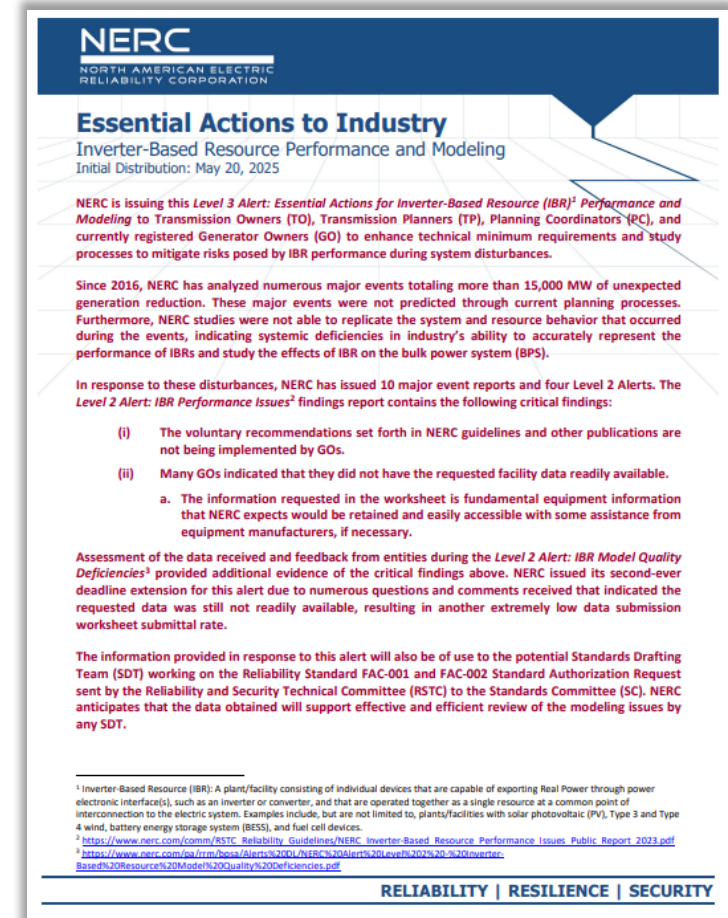 NERC
NORTH AMERICAN ELECTRIC
RELIABILITY CORPORATION
Essential Actions to Industry
Inverter-Based Resource Performance and Modeling
Initial Distribution: May 20, 2025
NERC is issuing this Level 3 Alert: Essential Actions for Inverter-Based Resource (IBR)¹ Performance and
Modeling to Transmission Owners (TO), Transmission Planners (TP), Planning Coordinators (PC), and
currently registered Generator Owners (GO) to enhance technical minimum requirements and study
processes to mitigate risks posed by IBR performance during system disturbances.
Since 2016, NERC has analyzed numerous major events totaling more than 15,000 MW of unexpected
generation reduction. These major events were not predicted through current planning processes.
Furthermore, NERC studies were not able to replicate the system and resource behavior that occurred
during the events, indicating systemic deficiencies in industry's ability to accurately represent the
performance of IBRs and study the effects of IBR on the bulk power system (BPS).
In response to these disturbances, NERC has issued 10 major event reports and four Level 2 Alerts. The
Level 2 Alert: IBR Performance Issues² findings report contains the following critical findings:
(i) The voluntary recommendations set forth in NERC guidelines and other publications are
not being implemented by GOs.
(ii) Many GOs indicated that they did not have the requested facility data readily available.
a. The information requested in the worksheet is fundamental equipment information
that NERC expects would be retained and easily accessible with some assistance from
equipment manufacturers, if necessary.
Assessment of the data received and feedback from entities during the Level 2 Alert: IBR Model Quality
Deficiencies³ provided additional evidence of the critical findings above. NERC issued its second-ever
deadline extension for this alert due to numerous questions and comments received that indicated the
requested data was still not readily available, resulting in another extremely low data submission
worksheet submittal rate.
The information provided in response to this alert will also be of use to the potential Standards Drafting
Team (SDT) working on the Reliability Standard FAC-001 and FAC-002 Standard Authorization Request
sent by the Reliability and Security Technical Committee (RSTC) to the Standards Committee (SC). NERC
anticipates that the data obtained will support effective and efficient review of the modeling issues by
any SDT.
¹ Inverter-Based Resource (IBR): A plant/facility consisting of individual devices that are capable of exporting Real Power through power
electronic interface(s), such as an inverter or converter, and that are operated together as a single resource at a common point of
interconnection to the electric system. Examples include, but are not limited to, plants/facilities with solar photovoltaic (PV), Type 3 and Type
4 wind, battery energy storage system (BESS), and fuel cell devices.
² https://www.nerc.com/comm/RSTC_Reliability_Guidelines/NERC_Inverter-Based_Resource_Performance_Issues_Public_Report_2023.pdf
³ https://www.nerc.com/pa/rrm/bpsa/Alerts%20DL/NERC%20Alert%20Level%202%20-%20Inverter-
Based%20Resource%20Model%20Quality%20Deficiencies.pdf
RELIABILITY | RESILIENCE | SECURITY